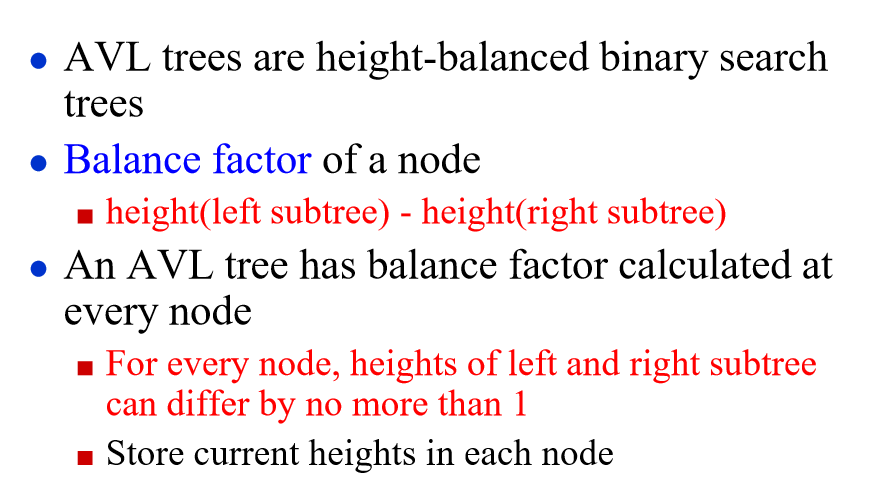 AVL trees are height-balanced binary search
trees
Balance factor of a node
height(left subtree) - height(right subtree)
An AVL tree has balance factor calculated at
every node
For every node, heights of left and right subtree
can differ by no more than 1
Store current heights in each node